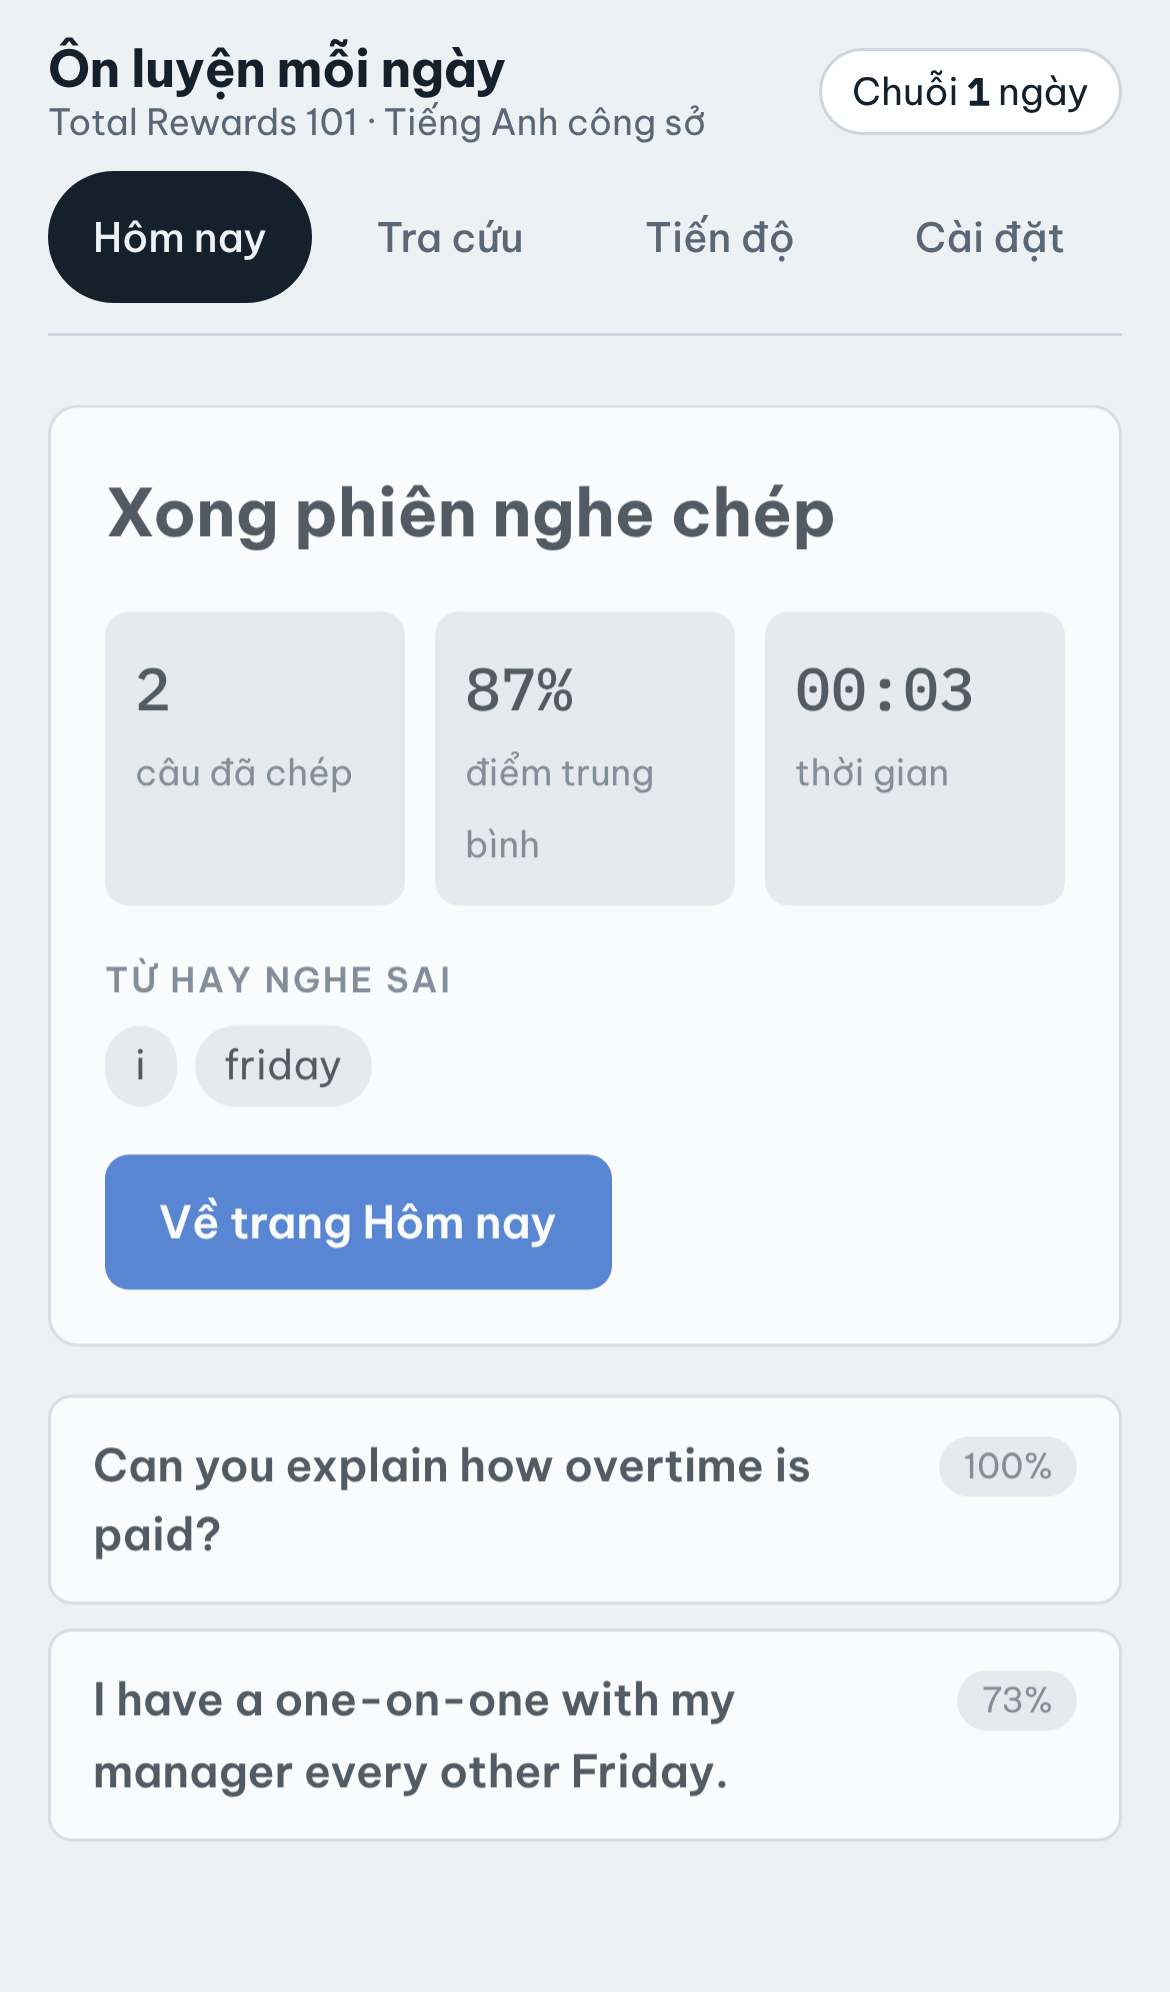 Ôn luyện mỗi ngày
Total Rewards 101 · Tiếng Anh công sở
Chuỗi 1 ngày
Hôm nay
Tra cứu
Tiến độ
Cài đặt
Xong phiên nghe chép
2
câu đã chép
87%
điểm trung
bình
00:03
thời gian
TỪ HAY NGHE SAI
i
friday
Về trang Hôm nay
Can you explain how overtime is
paid?
100%
I have a one-on-one with my
manager every other Friday.
73%